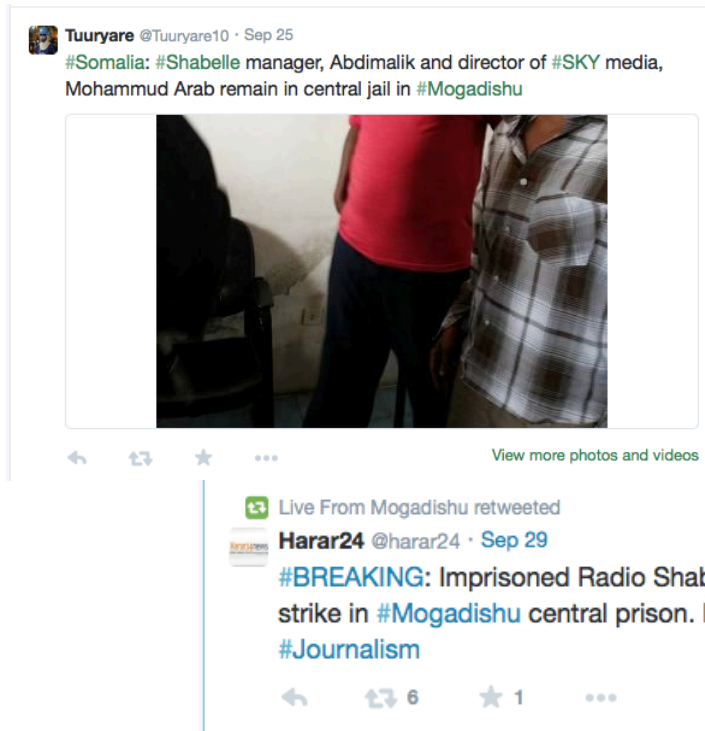 Tuuryare @Tuuryare10 · Sep 25
#Somalia: #Shabelle manager, Abdimalik and director of #SKY media,
Mohammud Arab remain in central jail in #Mogadishu
View more photos and videos
Live From Mogadishu retweeted
Harar24 @harar24 · Sep 29
#BREAKING: Imprisoned Radio Shab
strike in #Mogadishu central prison.
#Journalism
6 1